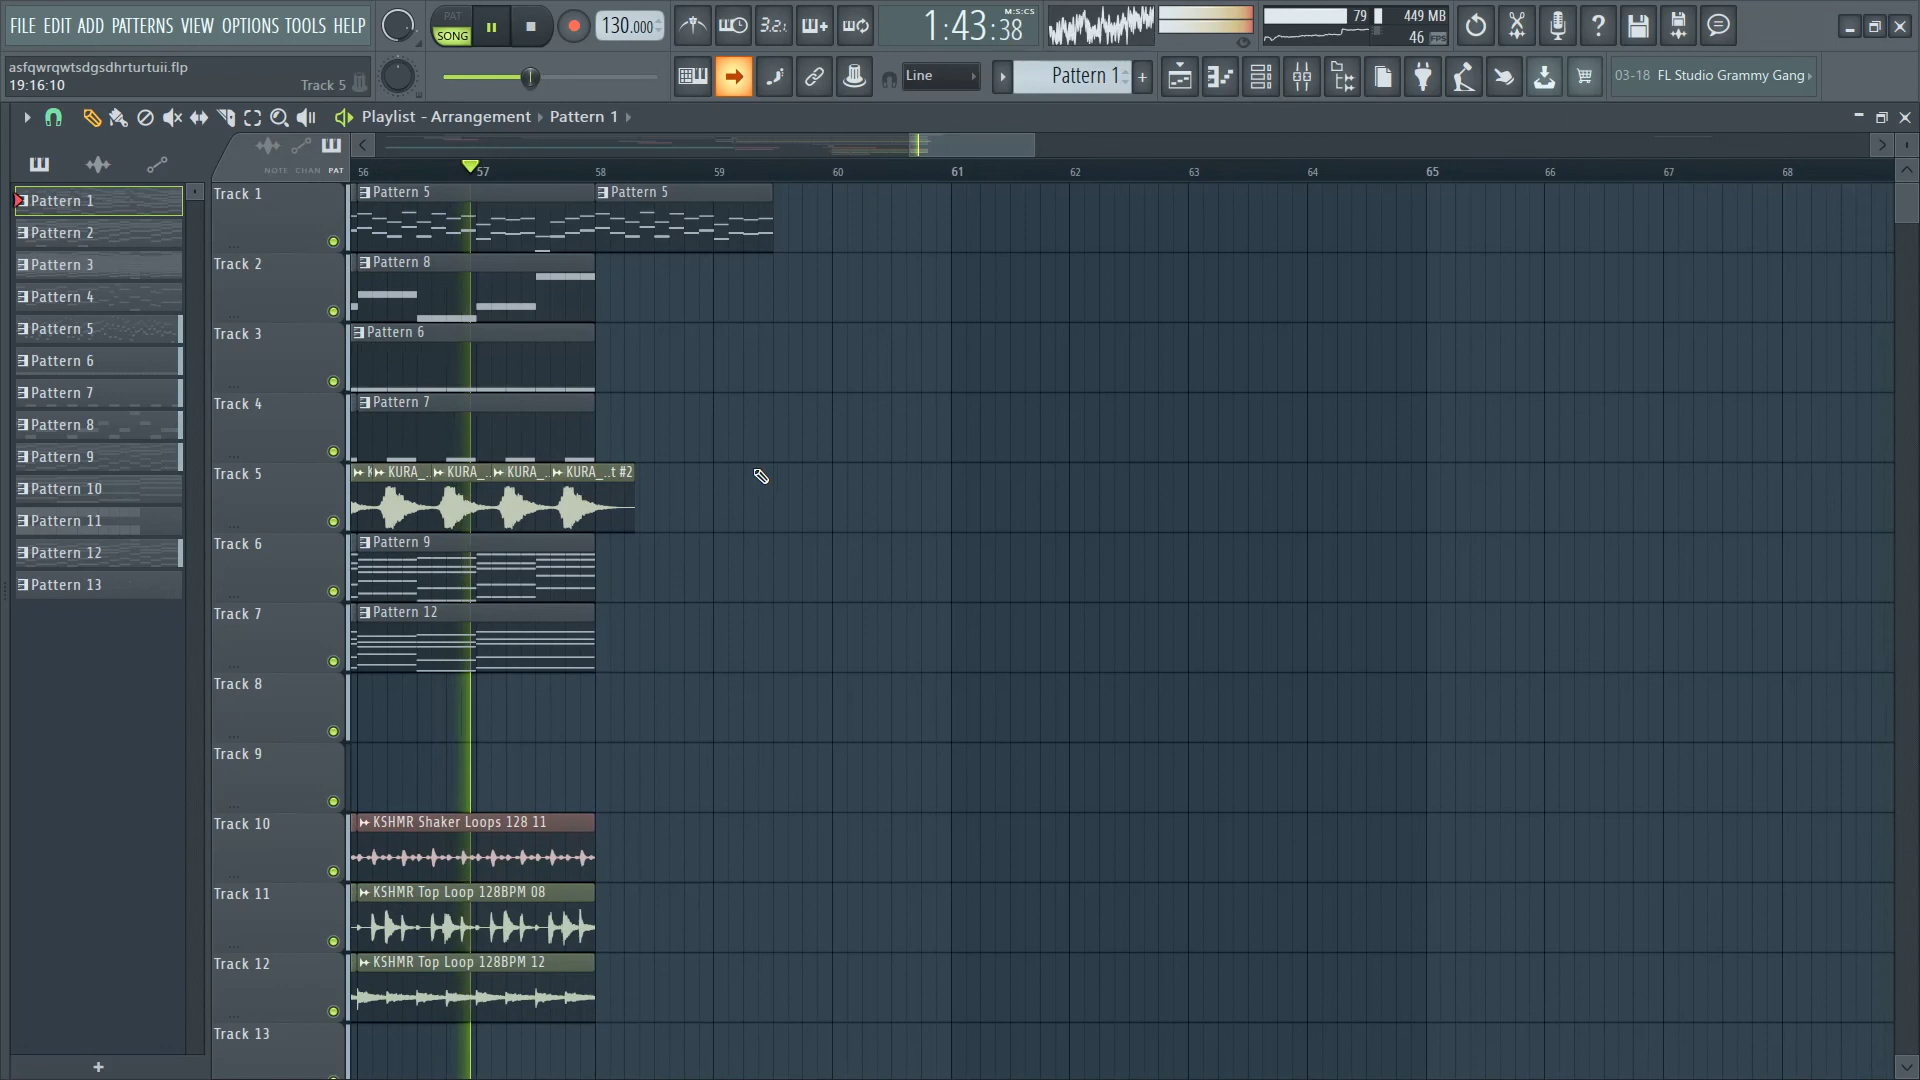 FILE EDIT ADD PATTERNS VIEW OPTIONS TOOLS HELP
PAT
SONG
130.000
3.2.1
1:43:38
M:S:CS
79
449 MB
46
FPS
asfqwrqwtsdgsdhrturtuii.flp
19:16:10
Track 5
Line
Pattern 1
03-18 FL Studio Grammy Gang
Playlist - Arrangement
Pattern 1
NOTE CHAN PAT
56 57 58 59 60 61 62 63 64 65 66 67 68
Pattern 1
Pattern 2
Pattern 3
Pattern 4
Pattern 5
Pattern 6
Pattern 7
Pattern 8
Pattern 9
Pattern 10
Pattern 11
Pattern 12
Pattern 13
Track 1
Pattern 5
Pattern 5
Track 2
Pattern 8
Track 3
Pattern 6
Track 4
Pattern 7
Track 5
K
KURA_..
KURA_..
KURA_..
KURA_..t #2
Track 6
Pattern 9
Track 7
Pattern 12
Track 8
Track 9
Track 10
KSHMR Shaker Loops 128 11
Track 11
KSHMR Top Loop 128BPM 08
Track 12
KSHMR Top Loop 128BPM 12
Track 13